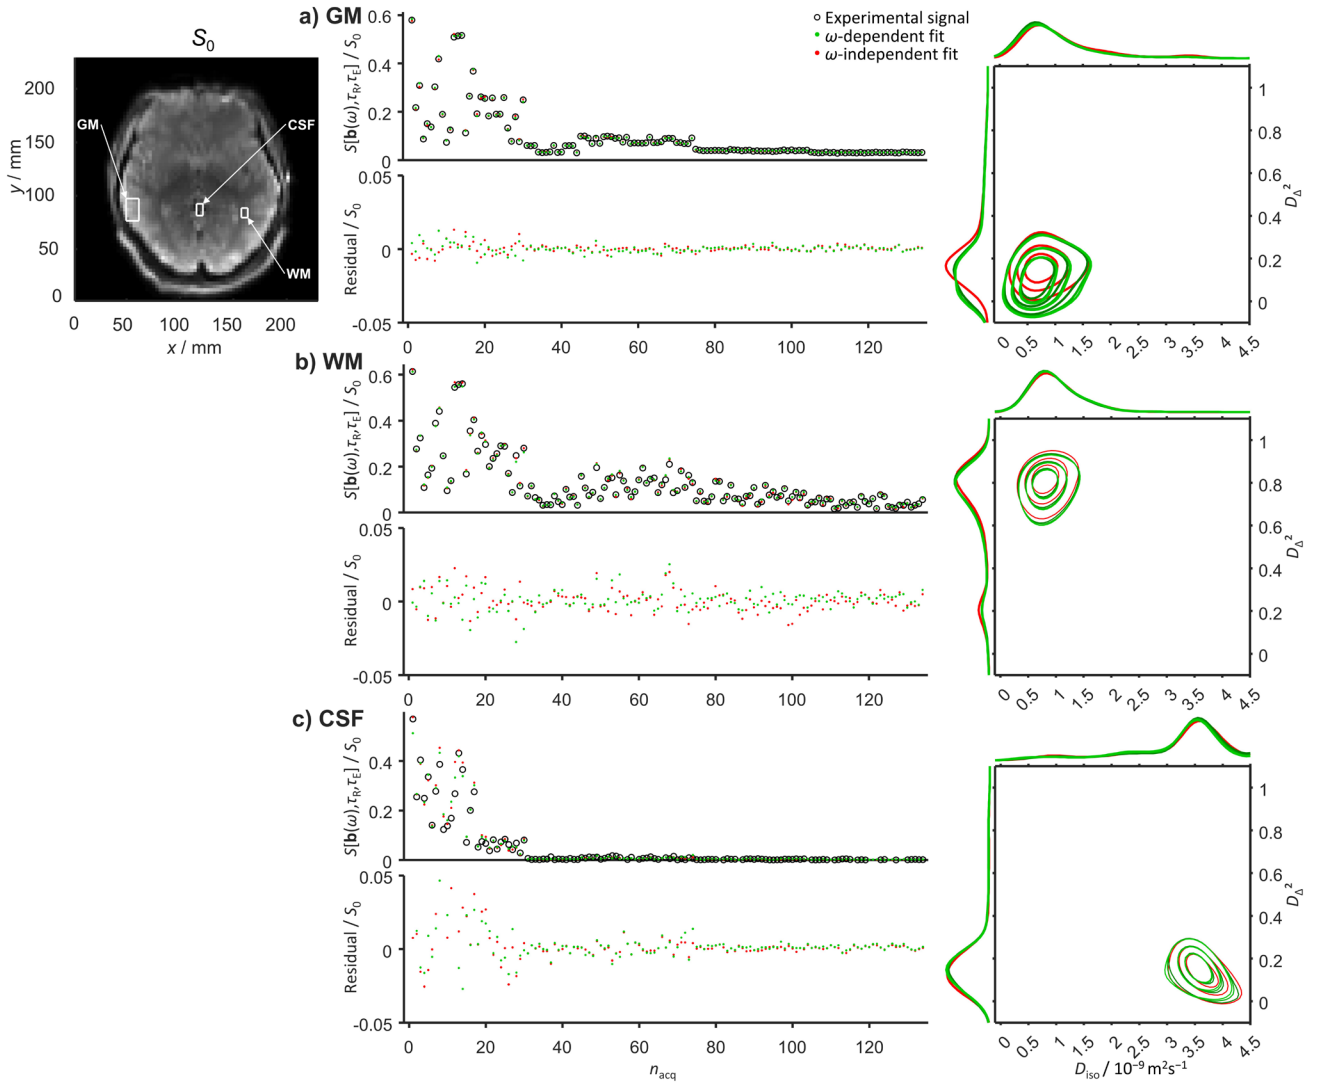 S₀
y / mm
200
150
100
50
0
GM
CSF
WM
0 50 100 150 200
x / mm
a) GM
Experimental signal
ω-dependent fit
ω-independent fit
S[b(ω),τR,τE] / S₀
0.6
0.4
0.2
0
Residual / S₀
0.05
0
-0.05
0 20 40 60 80 100 120
1
0.8
0.6
0.4
0.2
0
DΔ²
0 0.5 1 1.5 2 2.5 3 3.5 4 4.5
b) WM
S[b(ω),τR,τE] / S₀
0.6
0.4
0.2
0
Residual / S₀
0.05
0
-0.05
0 20 40 60 80 100 120
1
0.8
0.6
0.4
0.2
0
DΔ²
0 0.5 1 1.5 2 2.5 3 3.5 4 4.5
c) CSF
S[b(ω),τR,τE] / S₀
0.4
0.2
0
Residual / S₀
0.05
0
-0.05
0 20 40 60 80 100 120
nacq
1
0.8
0.6
0.4
0.2
0
DΔ²
0 0.5 1 1.5 2 2.5 3 3.5 4 4.5
Diso / 10⁻⁹ m²s⁻¹